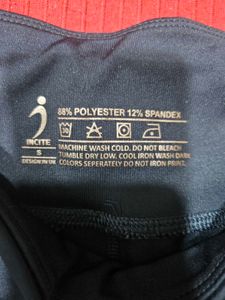 88% POLYESTER 12% SPANDEX
INCITE
S
DESIGN IN UK
30
MACHINE WASH COLD. DO NOT BLEACH
TUMBLE DRY LOW. COOL IRON WASH DARK
COLORS SEPERATELY DO NOT IRON PRINT.